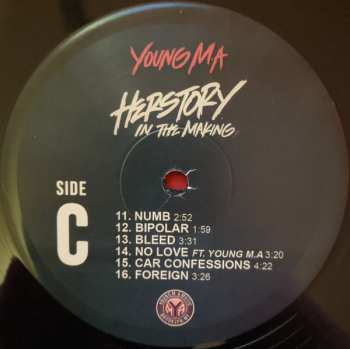 YOUNG M.A
HERSTORY
IN THE MAKING
SIDE
C
11. NUMB 2:52
12. BIPOLAR 1:59
13. BLEED 3:31
14. NO LOVE FT. YOUNG M.A 3:20
15. CAR CONFESSIONS 4:22
16. FOREIGN 3:26